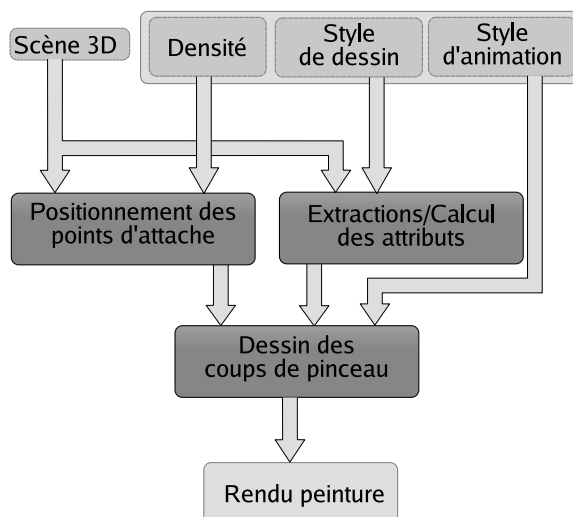 Scène 3D
Densité
Style
de dessin
Style
d'animation
Positionnement des
points d'attache
Extractions/Calcul
des attributs
Dessin des
coups de pinceau
Rendu peinture